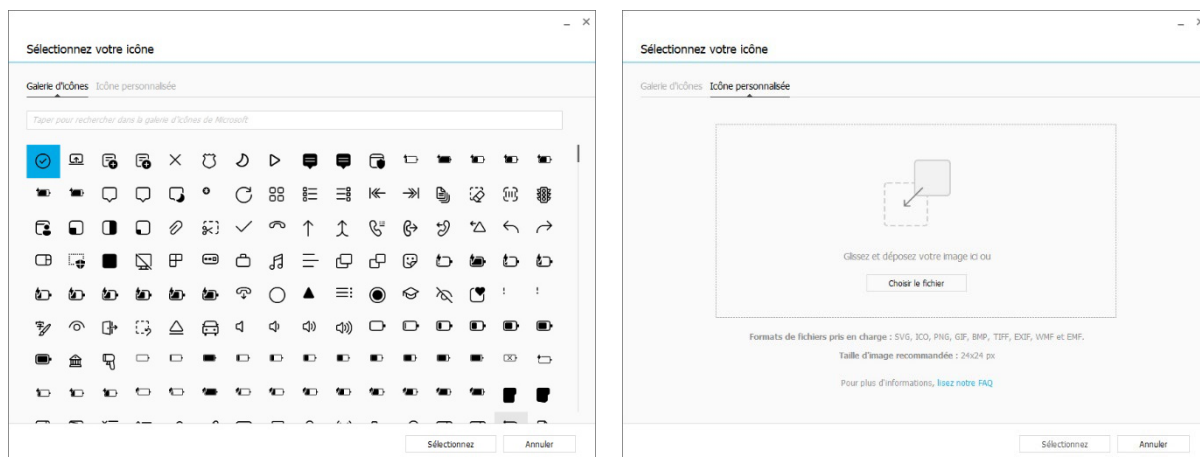 Sélectionnez votre icône
Galerie d'icônes Icône personnalisée
Taper pour rechercher dans la galerie d'icônes de Microsoft
Sélectionnez Annuler
Sélectionnez votre icône
Galerie d'icônes Icône personnalisée
Glissez et déposez votre image ici ou
Choisir le fichier
Formats de fichiers pris en charge : SVG, ICO, PNG, GIF, BMP, TIFF, EXIF, WMF et EMF.
Taille d'image recommandée : 24x24 px
Pour plus d'informations, lisez notre FAQ
Sélectionnez Annuler